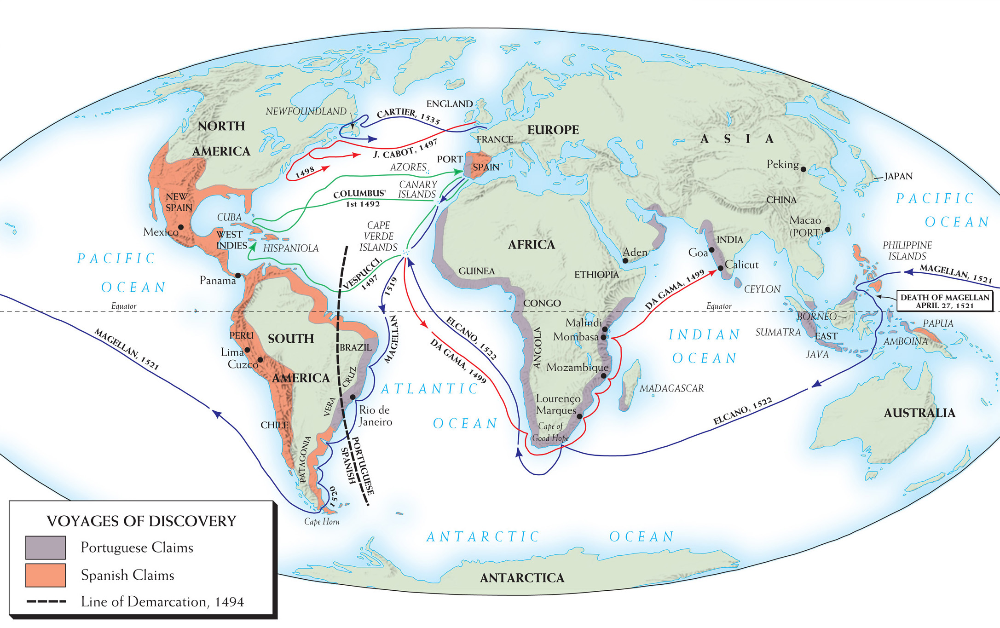 ENGLAND
CARTIER, 1535
NEWFOUNDLAND
NORTH
AMERICA
EUROPE
A S I A
FRANCE
J. CABOT, 1497
PORT
SPAIN
AZORES
1498
Peking
JAPAN
CANARY
ISLANDS
COLUMBUS'
1st 1492
NEW
SPAIN
CHINA
PACIFIC
OCEAN
CUBA
Mexico
WEST
INDIES
HISPANIOLA
CAPE
VERDE
ISLANDS
AFRICA
Macao
(PORT)
INDIA
Goa
Aden
Calicut
PHILIPPINE
ISLANDS
PACIFIC
OCEAN
Panama
VESPUCCI,
1497
1519
GUINEA
ETHIOPIA
DA GAMA, 1499
CEYLON
MAGELLAN, 1521
DEATH OF MAGELLAN
APRIL 27, 1521
Equator
Equator
CONGO
MAGELLAN, 1521
PERU
SOUTH
AMERICA
Lima
Cuzco
BRAZIL
MAGELLAN
ELCANO, 1522
DA GAMA, 1499
ANGOLA
Malindi
Mombasa
Mozambique
INDIAN
OCEAN
BORNEO
SUMATRA
EAST
JAVA
PAPUA
AMBOINA
VERA
CRUZ
ATLANTIC
OCEAN
MADAGASCAR
Lourenço
Marques
Rio de
Janeiro
CHILE
Cape of
Good Hope
ELCANO, 1522
AUSTRALIA
PATAGONIA
PORTUGUESE
SPANISH
1520
Cape Horn
ANTARCTIC OCEAN
ANTARCTICA
VOYAGES OF DISCOVERY
Portuguese Claims
Spanish Claims
Line of Demarcation, 1494